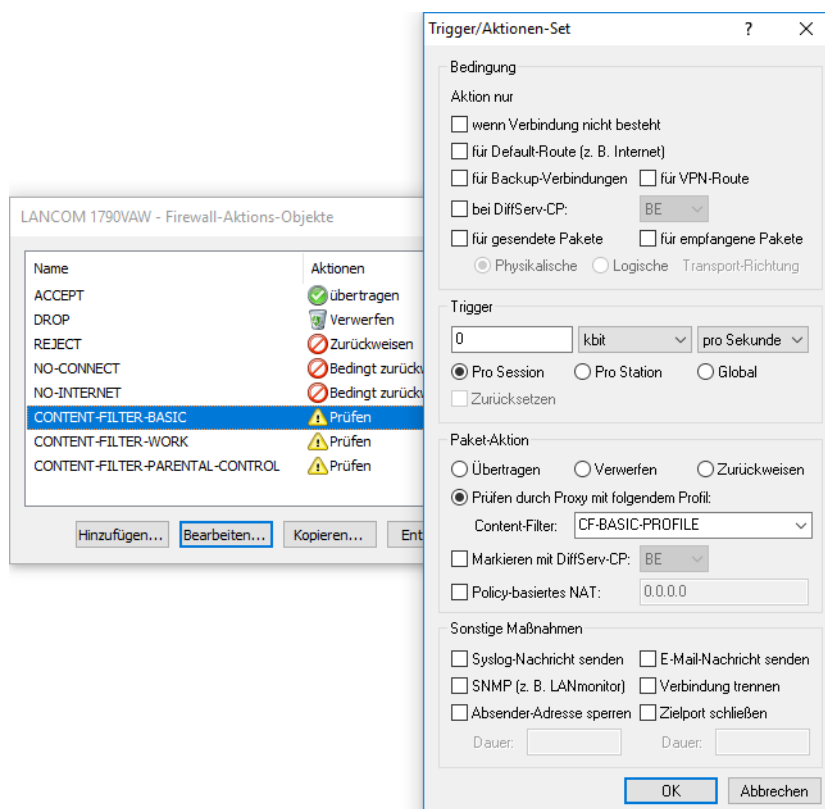 LANCOM 1790VAW - Firewall-Aktions-Objekte
Name Aktionen
ACCEPT übertragen
DROP Verwerfen
REJECT Zurückweisen
NO-CONNECT Bedingt zurückw
NO-INTERNET Bedingt zurückw
CONTENT-FILTER-BASIC Prüfen
CONTENT-FILTER-WORK Prüfen
CONTENT-FILTER-PARENTAL-CONTROL Prüfen
Hinzufügen... Bearbeiten... Kopieren... Ent
Trigger/Aktionen-Set ?
Bedingung
Aktion nur
wenn Verbindung nicht besteht
für Default-Route (z. B. Internet)
für Backup-Verbindungen für VPN-Route
bei DiffServ-CP: BE
für gesendete Pakete für empfangene Pakete
Physikalische Logische Transport-Richtung
Trigger
0 kbit pro Sekunde
Pro Session Pro Station Global
Zurücksetzen
Paket-Aktion
Übertragen Verwerfen Zurückweisen
Prüfen durch Proxy mit folgendem Profil:
Content-Filter: CF-BASIC-PROFILE
Markieren mit DiffServ-CP: BE
Policy-basiertes NAT: 0.0.0.0
Sonstige Maßnahmen
Syslog-Nachricht senden E-Mail-Nachricht senden
SNMP (z. B. LANmonitor) Verbindung trennen
Absender-Adresse sperren Zielport schließen
Dauer: Dauer:
OK Abbrechen